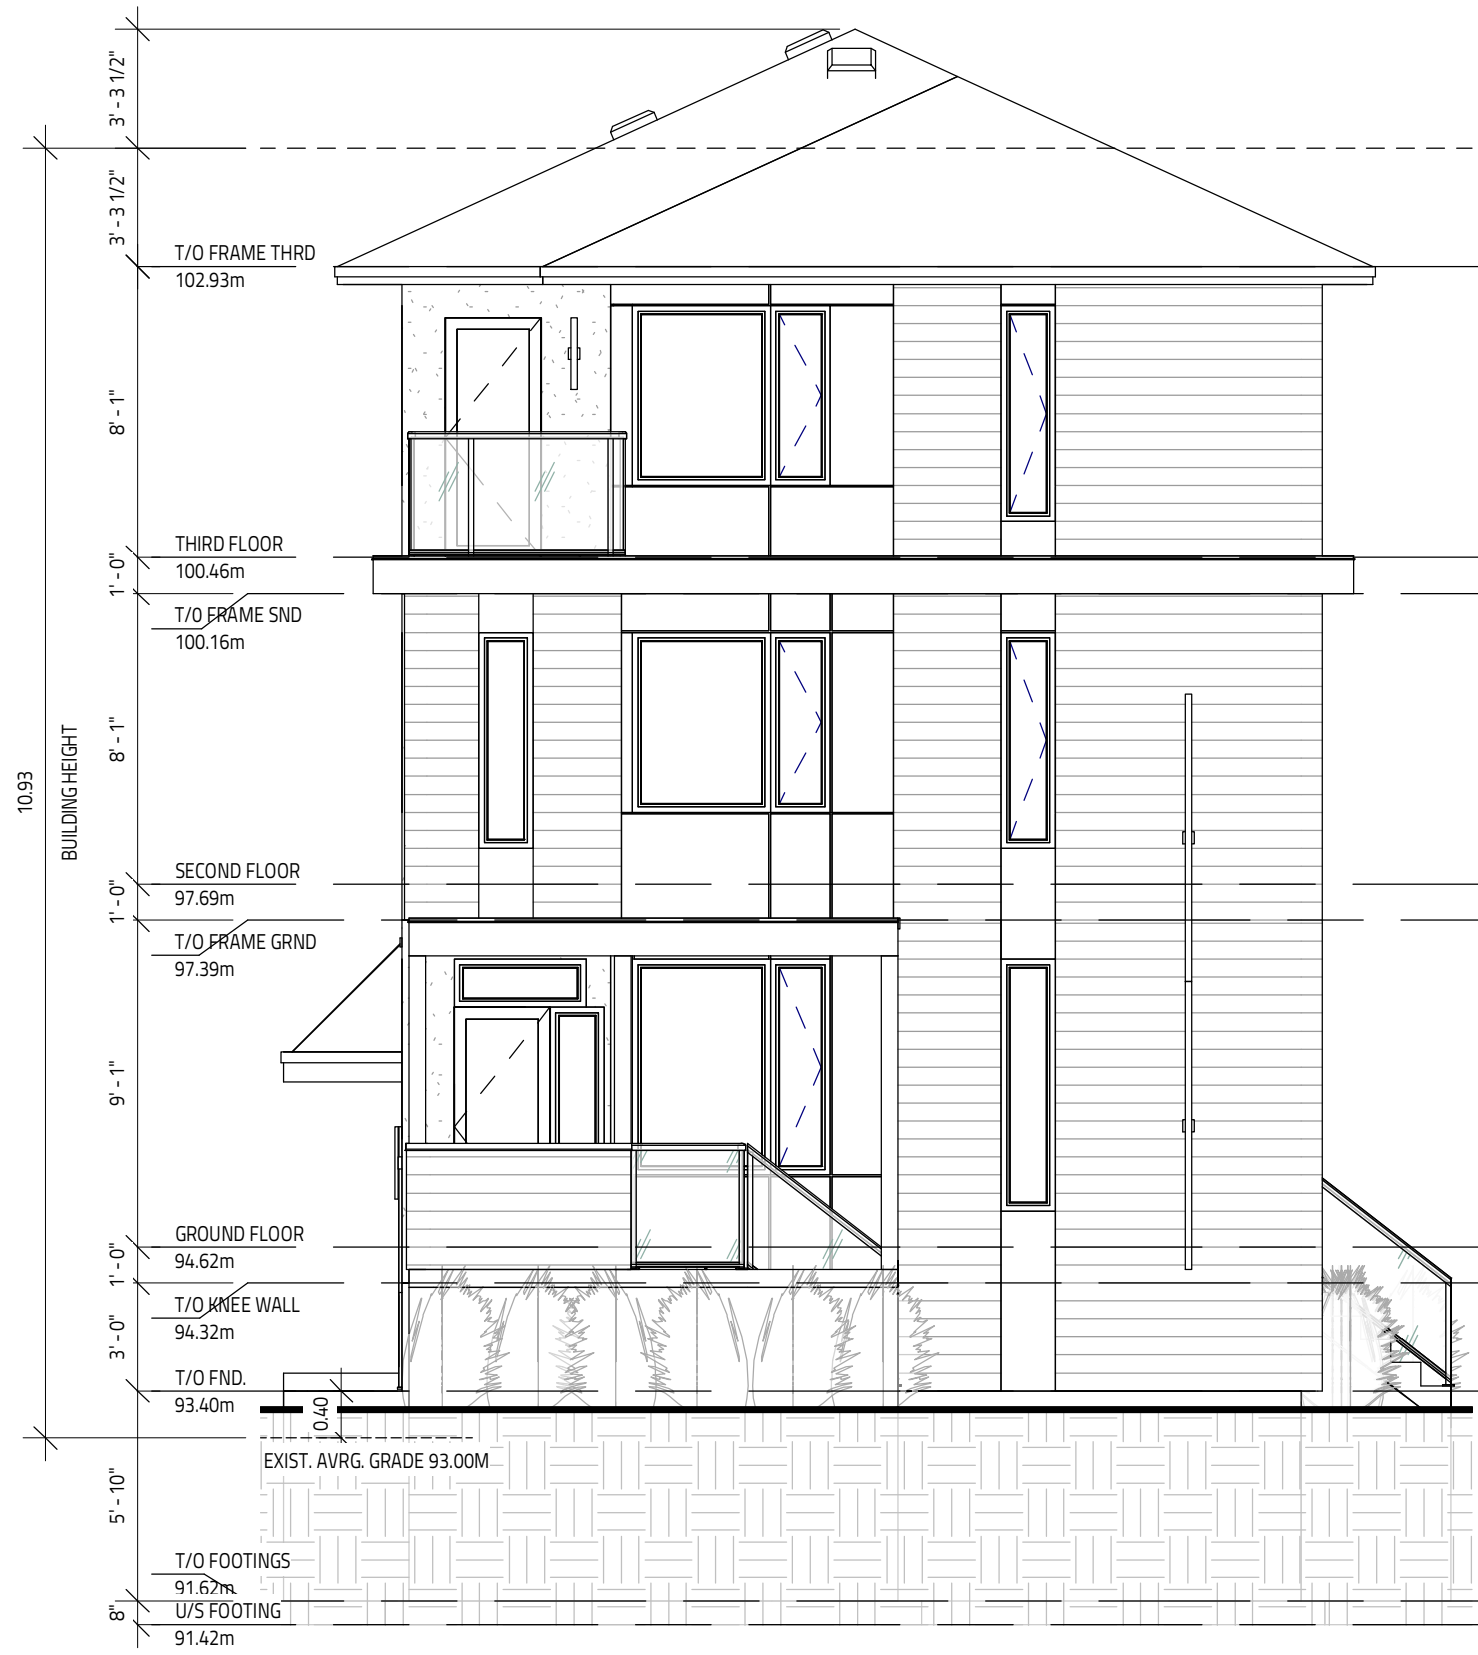 3' - 3 1/2"
3' - 3 1/2"
T/O FRAME THRD
102.93m
8' - 1"
THIRD FLOOR
100.46m
1' - 0"
T/O FRAME SND
100.16m
8' - 1"
10.93
BUILDING HEIGHT
SECOND FLOOR
97.69m
1' - 0"
T/O FRAME GRND
97.39m
9' - 1"
GROUND FLOOR
94.62m
1' - 0"
T/O KNEE WALL
94.32m
3' - 0"
T/O FND.
93.40m
0.40
EXIST. AVRG. GRADE 93.00M
5' - 10"
T/O FOOTINGS
91.62m
8"
U/S FOOTING
91.42m